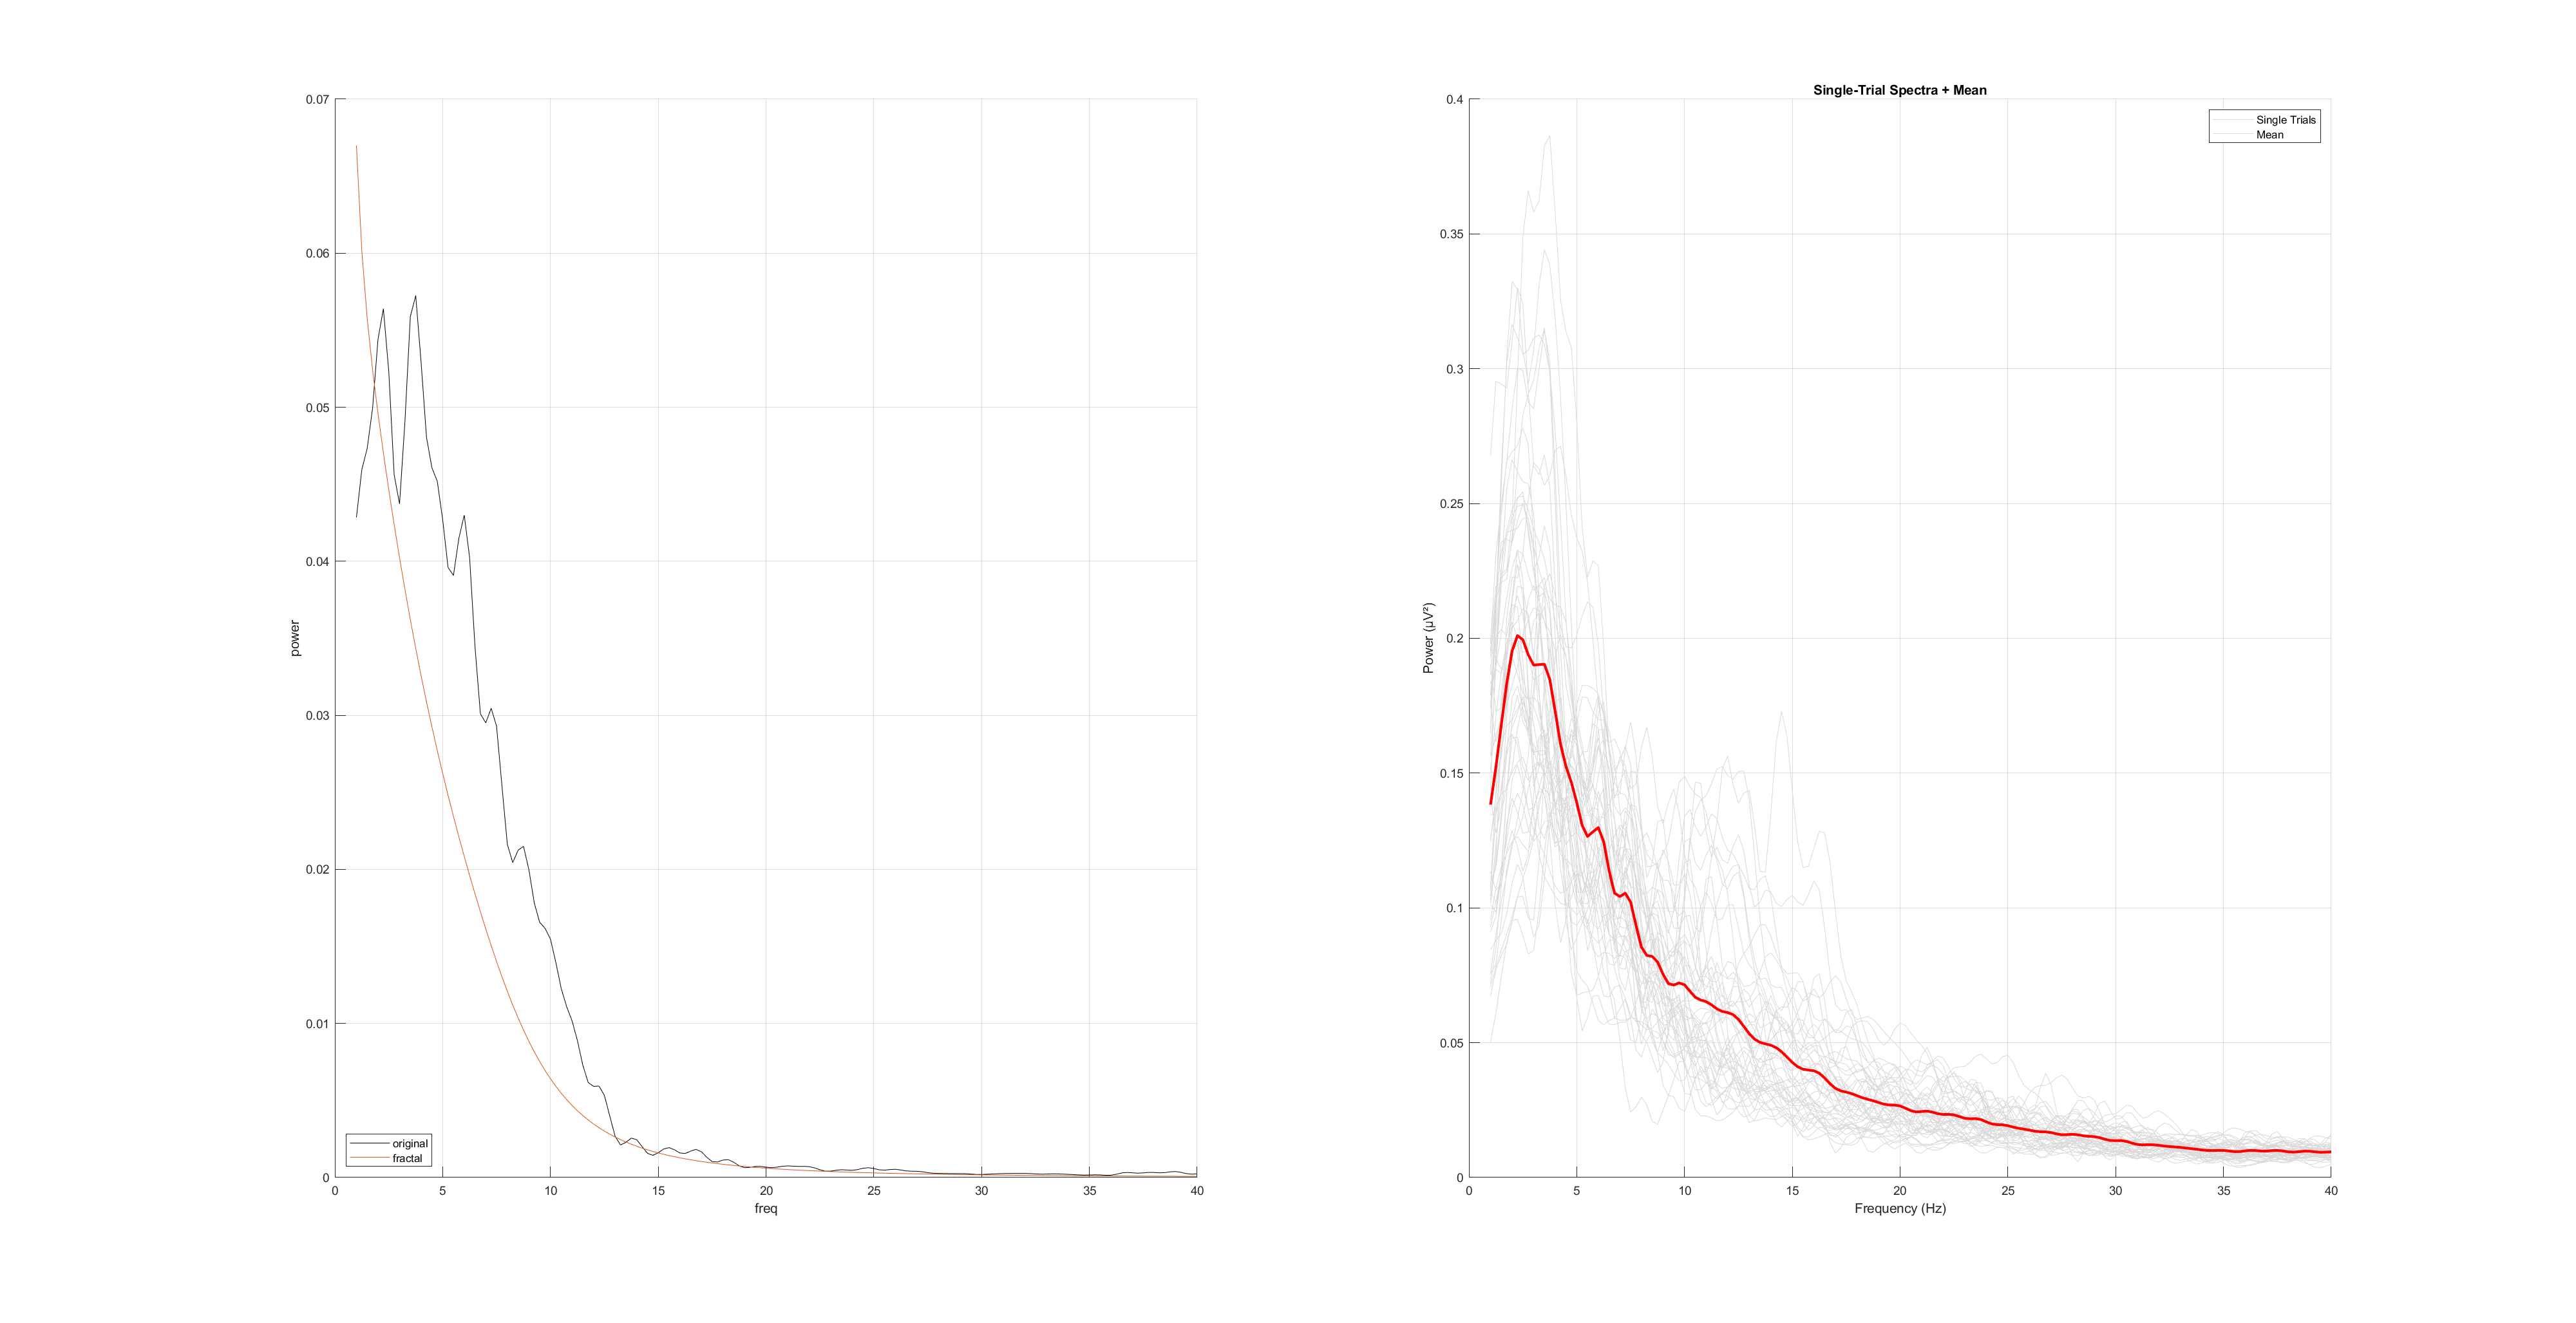 0.07
0.06
0.05
0.04
0.03
0.02
0.01
0
power
original
fractal
0 5 10 15 20 25 30 35 40
freq
Single-Trial Spectra + Mean
Single Trials
Mean
0.4
0.35
0.3
0.25
0.2
0.15
0.1
0.05
0
Power (µV²)
0 5 10 15 20 25 30 35 40
Frequency (Hz)